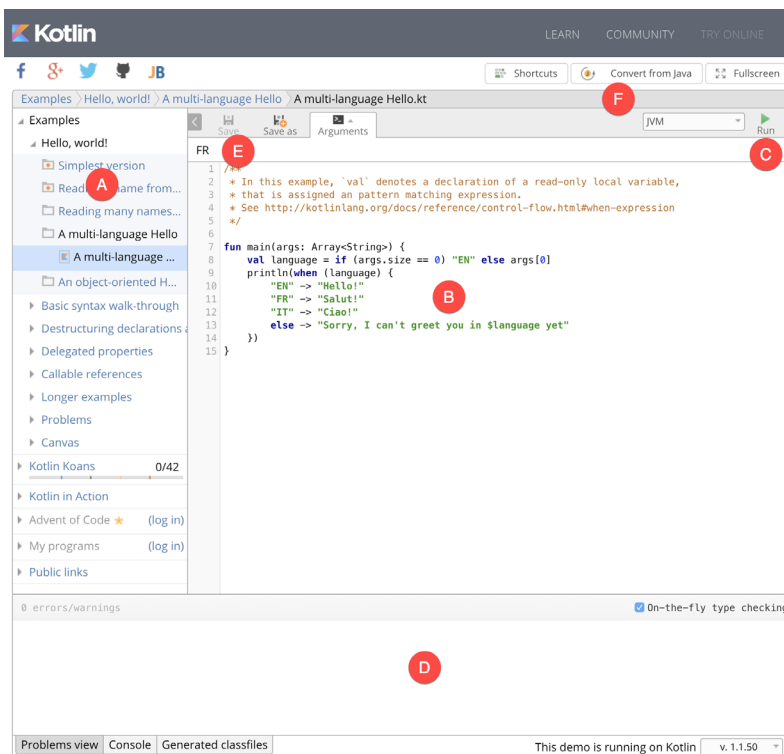 Kotlin
LEARN COMMUNITY TRY ONLINE
f g+ JB
Shortcuts Convert from Java Fullscreen
Examples Hello, world! A multi-language Hello A multi-language Hello.kt
F
Examples
Hello, world!
Simplest version
A
Reading many names...
A multi-language Hello
A multi-language ...
An object-oriented H...
Basic syntax walk-through
Destructuring declarations
Delegated properties
Callable references
Longer examples
Problems
Canvas
Kotlin Koans 0/42
Kotlin in Action
Advent of Code (log in)
My programs (log in)
Public links
Save Save as Arguments
JVM
Run
FR
E
C
1 /**
2 * In this example, `val` denotes a declaration of a read-only local variable,
3 * that is assigned an pattern matching expression.
4 * See http://kotlinlang.org/docs/reference/control-flow.html#when-expression
5 */
6
7 fun main(args: Array<String>) {
8 val language = if (args.size == 0) "EN" else args[0]
9 println(when (language) {
10 "EN" -> "Hello!"
11 "FR" -> "Salut!"
12 "IT" -> "Ciao!"
13 else -> "Sorry, I can't greet you in $language yet"
14 })
15 }
B
0 errors/warnings
On-the-fly type checking
D
Problems view Console Generated classfiles
This demo is running on Kotlin v. 1.1.50